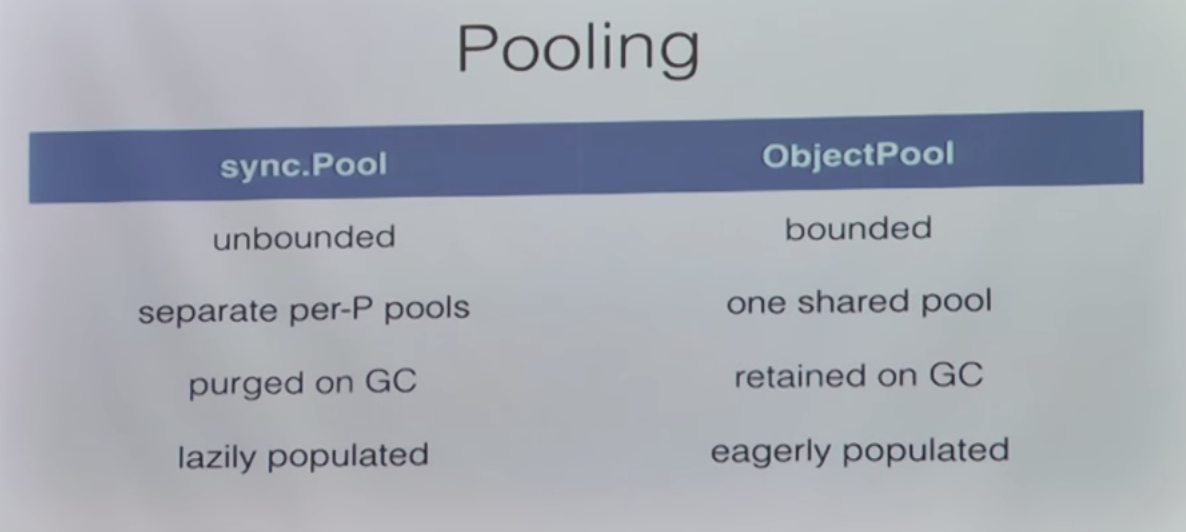 Pooling
sync.Pool ObjectPool
unbounded bounded
separate per-P pools one shared pool
purged on GC retained on GC
lazily populated eagerly populated